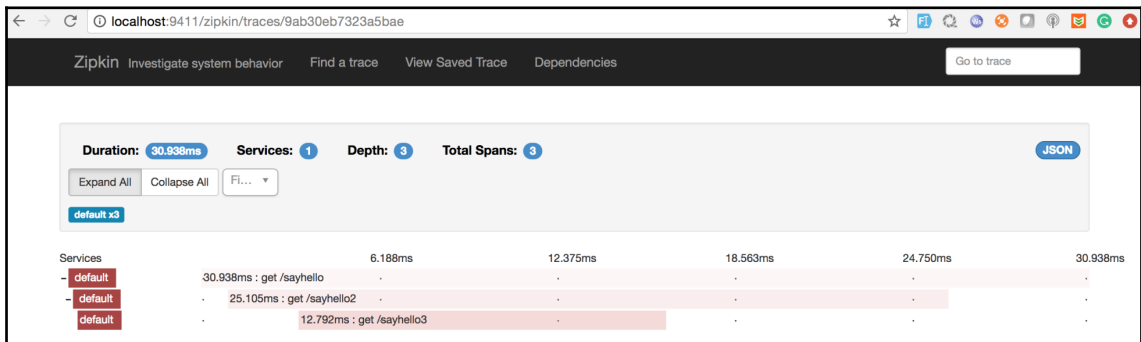 localhost:9411/zipkin/traces/9ab30eb7323a5bae
Zipkin Investigate system behavior Find a trace View Saved Trace Dependencies Go to trace
Duration: 30.938ms Services: 1 Depth: 3 Total Spans: 3 JSON
Expand All Collapse All Fi...
default x3
Services 6.188ms 12.375ms 18.563ms 24.750ms 30.938ms
- default 30.938ms : get /sayhello
- default 25.105ms : get /sayhello2
default 12.792ms : get /sayhello3